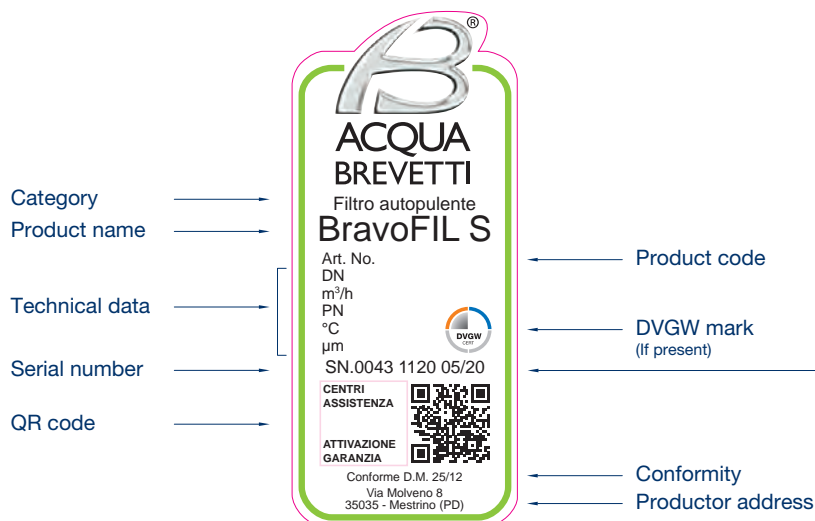 ®
ACQUA
BREVETTI
Category
Filtro autopulente
Product name
BravoFIL S
Art. No.
Product code
DN
m³/h
Technical data
PN
°C
µm
DVGW
CERT
DVGW mark
(If present)
Serial number
SN.0043 1120 05/20
CENTRI
ASSISTENZA
QR code
ATTIVAZIONE
GARANZIA
Conforme D.M. 25/12
Conformity
Via Molveno 8
35035 - Mestrino (PD)
Productor address